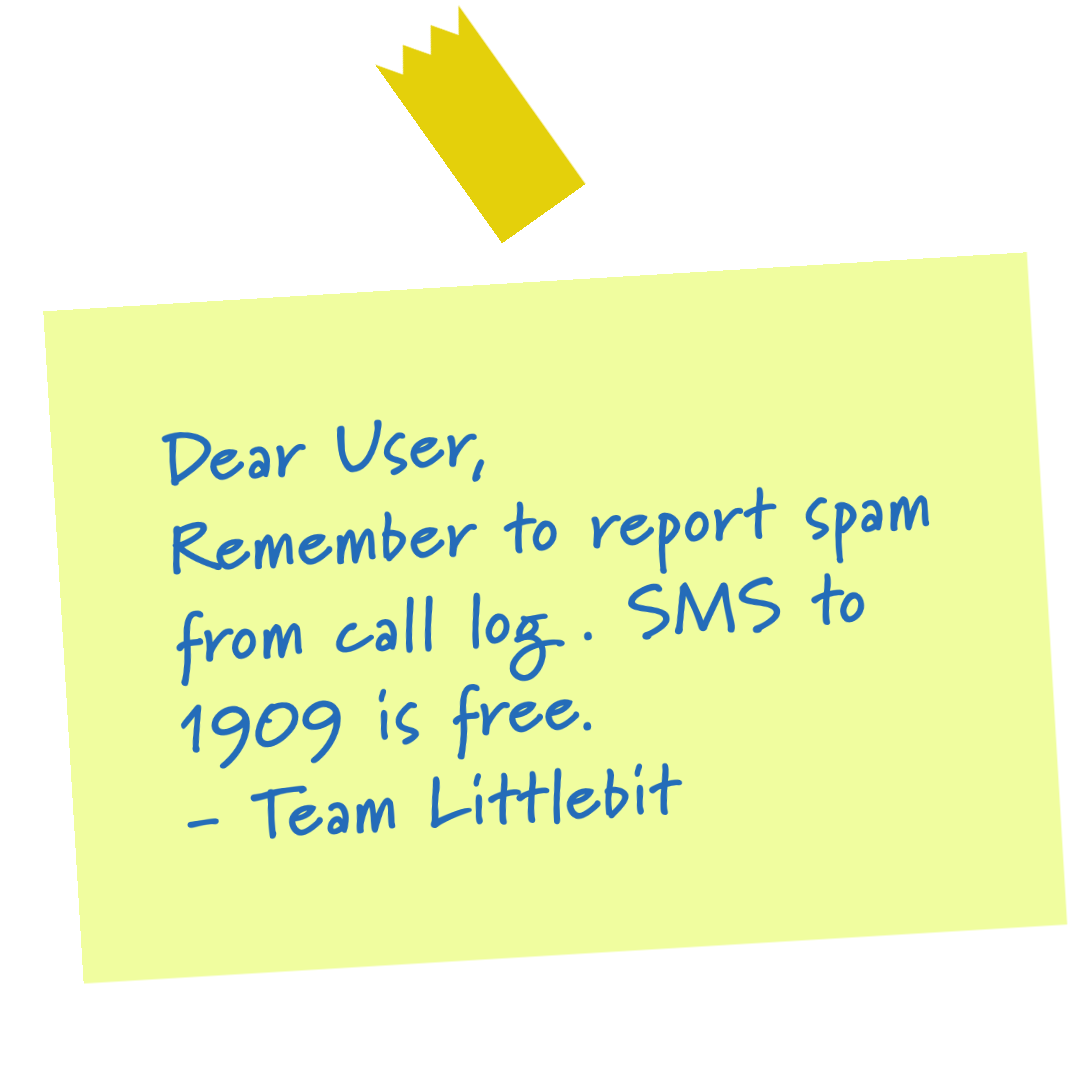 Dear User,
Remember to report spam
from call log . SMS to
1909 is free.
- Team Littlebit